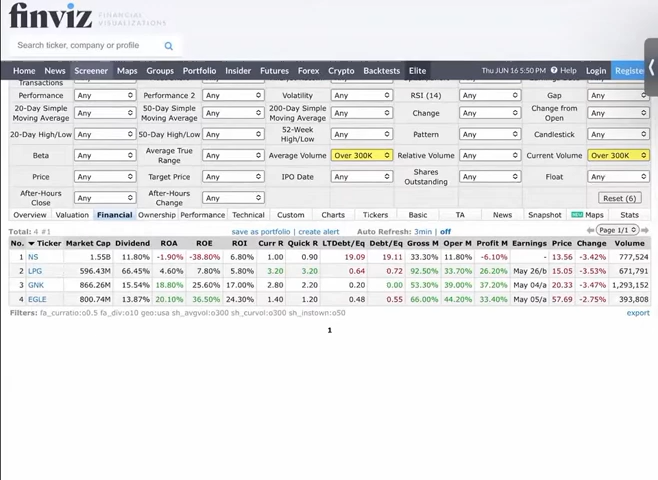 finviz FINANCIAL VISUALIZATIONS
Search ticker, company or profile
Home News Screener Maps Groups Portfolio Insider Futures Forex Crypto Backtests Elite Thu JUN 16 5:50 PM Help Login Registe
Transactions
Performance Any Performance 2 Any Volatility Any RSI (14) Any Gap Any
20-Day Simple Moving Average Any 50-Day Simple Moving Average Any 200-Day Simple Moving Average Any Change Any Change from Open Any
20-Day High/Low Any 50-Day High/Low Any 52-Week High/Low Any Pattern Any Candlestick Any
Beta Any Average True Range Any Average Volume Over 300K Relative Volume Any Current Volume Over 300K
Price Any Target Price Any IPO Date Any Shares Outstanding Any Float Any
After-Hours Close Any After-Hours Change Any Reset (6)
Overview Valuation Financial Ownership Performance Technical Custom Charts Tickers Basic TA News Snapshot NEW Maps Stats
Total: 4 #1 save as portfolio | create alert Auto Refresh: 3min | off Page 1/1
No. Ticker Market Cap Dividend ROA ROE ROI Curr R Quick R LTDebt/Eq Debt/Eq Gross M Oper M Profit M Earnings Price Change Volume
1 NS 1.55B 11.80% -1.90% -38.80% 6.80% 1.00 0.90 19.09 19.11 33.30% 11.80% -6.10% 13.56 -3.42% 777,524
2 LPG 596.43M 66.45% 4.60% 7.80% 5.80% 3.20 3.20 0.64 0.72 92.50% 33.70% 26.20% May 26/b 15.05 -3.53% 671,791
3 GNK 866.26M 15.54% 18.80% 25.60% 17.00% 2.80 2.20 0.20 0.00 53.30% 39.00% 37.20% May 04/a 20.33 -3.47% 1,293,152
4 EGLE 800.74M 13.87% 20.10% 36.50% 24.30% 1.40 1.20 0.48 0.55 66.00% 44.20% 33.40% May 05/a 57.69 -2.75% 393,808
Filters: fa_curratio:o0.5 fa_div:o10 geo:usa sh_avgvol:o300 sh_curvol:o300 sh_instown:o50 export
1